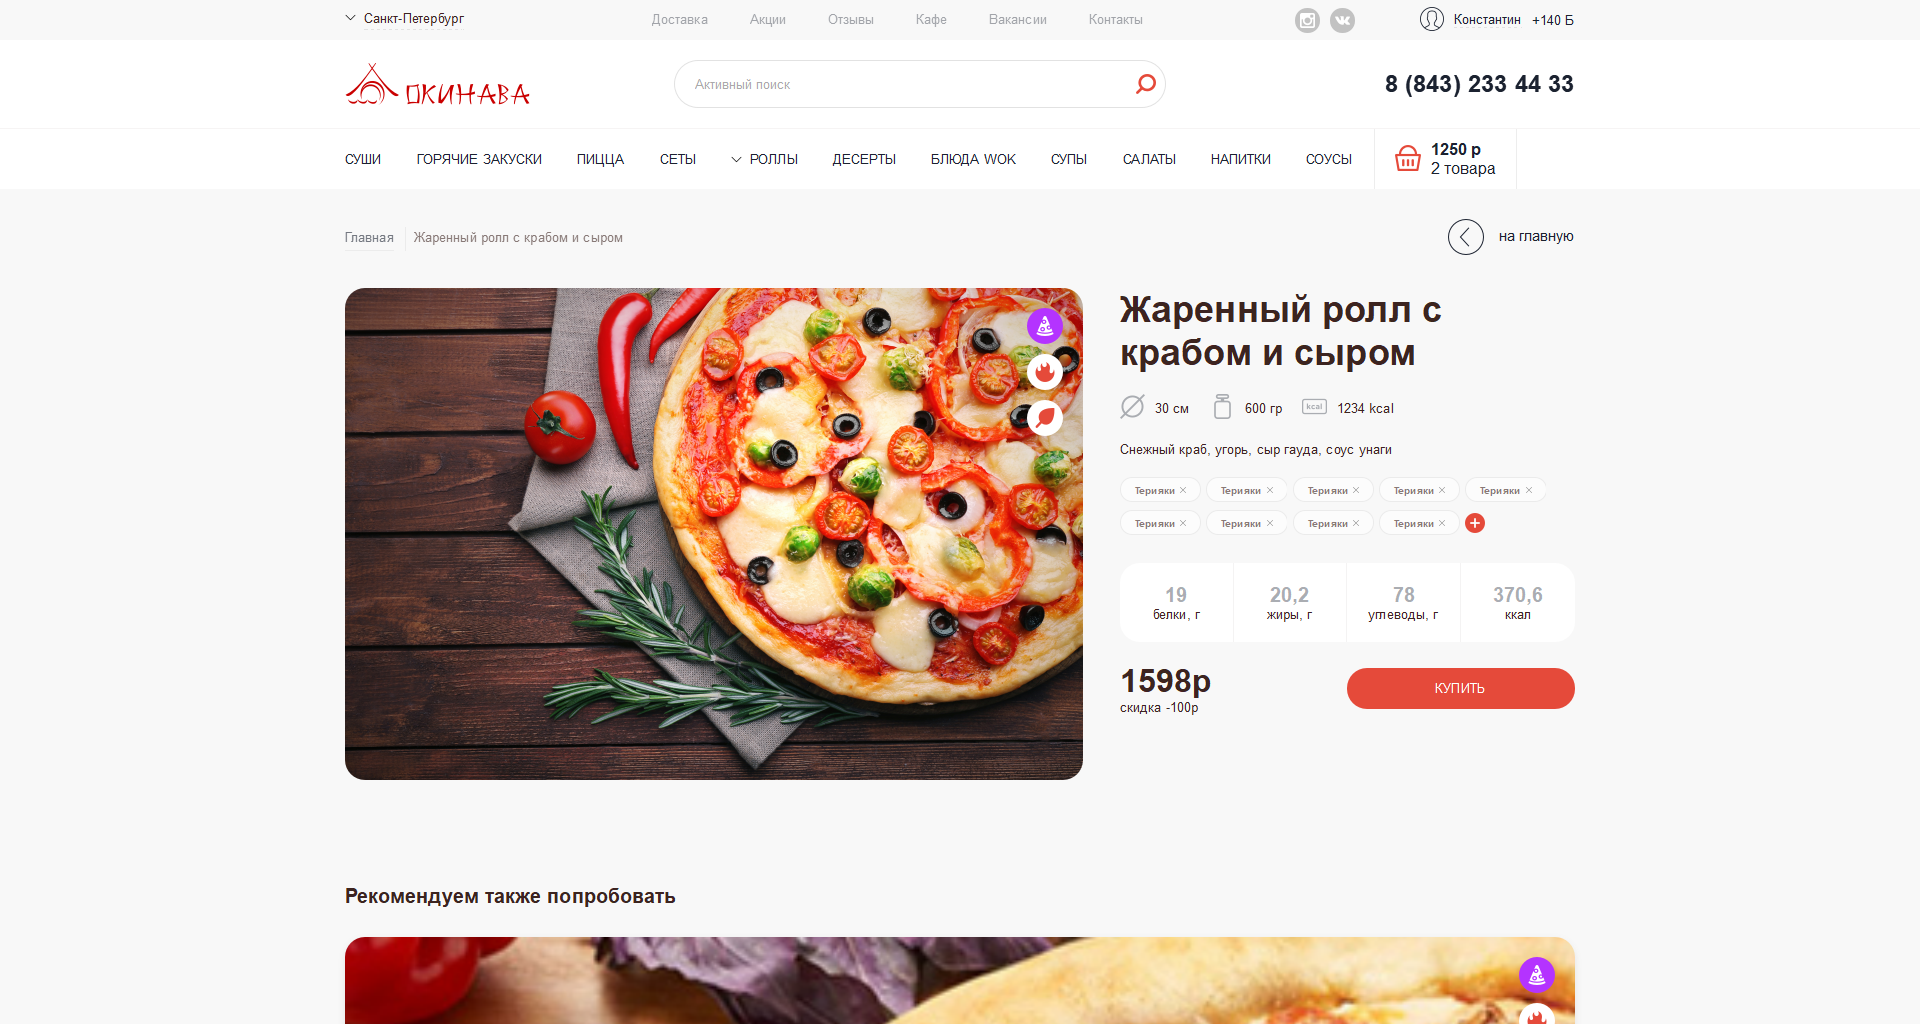 Санкт-Петербург
Доставка
Акции
Отзывы
Кафе
Вакансии
Контакты
Константин
+140 Б
ОКИНАВА
Активный поиск
8 (843) 233 44 33
СУШИ
ГОРЯЧИЕ ЗАКУСКИ
ПИЦЦА
СЕТЫ
РОЛЛЫ
ДЕСЕРТЫ
БЛЮДА WOK
СУПЫ
САЛАТЫ
НАПИТКИ
СОУСЫ
1250 р
2 товара
Главная
Жаренный ролл с крабом и сыром
на главную
Жаренный ролл с
крабом и сыром
30 см
600 гр
kcal
1234 kcal
Снежный краб, угорь, сыр гауда, соус унаги
Терияки
Терияки
Терияки
Терияки
Терияки
Терияки
Терияки
Терияки
Терияки
19
белки, г
20,2
жиры, г
78
углеводы, г
370,6
ккал
1598р
скидка -100р
КУПИТЬ
Рекомендуем также попробовать